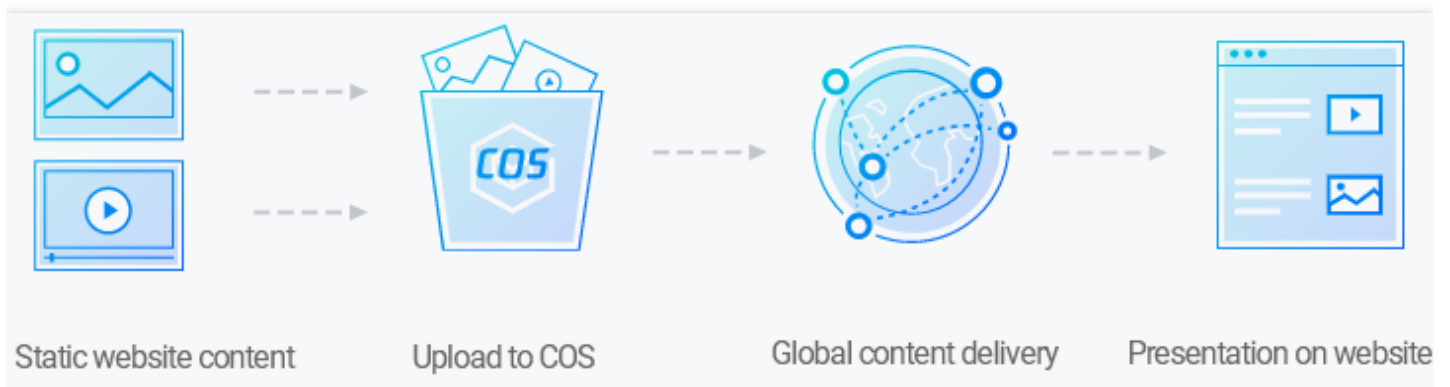 COS
Static website content
Upload to COS
Global content delivery
Presentation on website